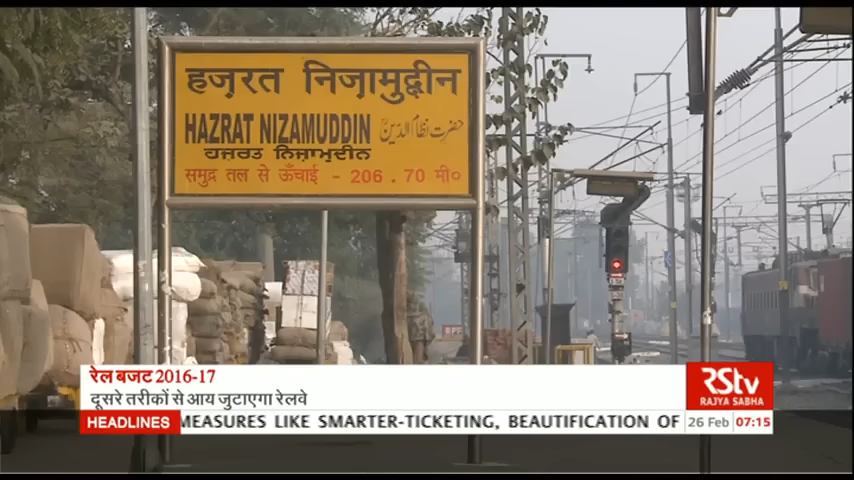 हज़रत निज़ामुद्दीन
HAZRAT NIZAMUDDIN
حضرت نظام الدین
ਹਜ਼ਰਤ ਨਿਜ਼ਾਮੁਦੀਨ
समुद्र तल से ऊँचाई - 206.70 मी०
रेल बजट 2016-17
दूसरे तरीकों से आय जुटाएगा रेलवे
RSTV
RAJYA SABHA
HEADLINES
MEASURES LIKE SMARTER-TICKETING, BEAUTIFICATION OF
26 Feb
07:15